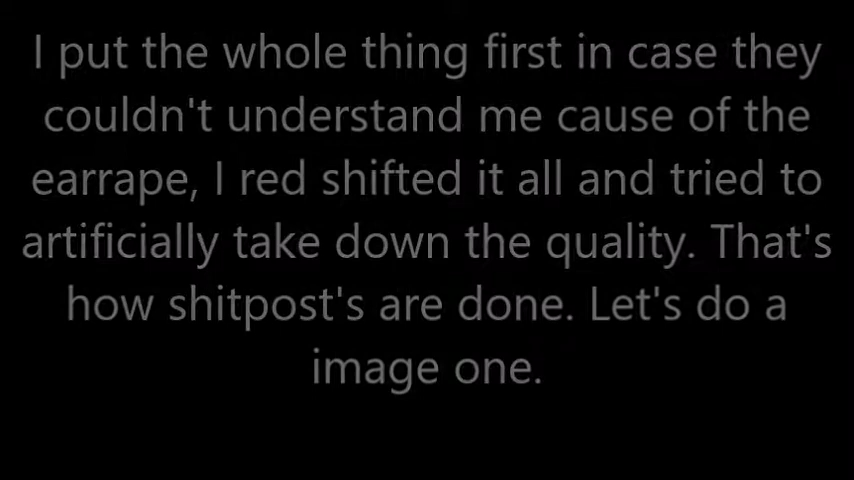 I put the whole thing first in case they
couldn't understand me cause of the
earrape, I red shifted it all and tried to
artificially take down the quality. That's
how shitpost's are done. Let's do a
image one.